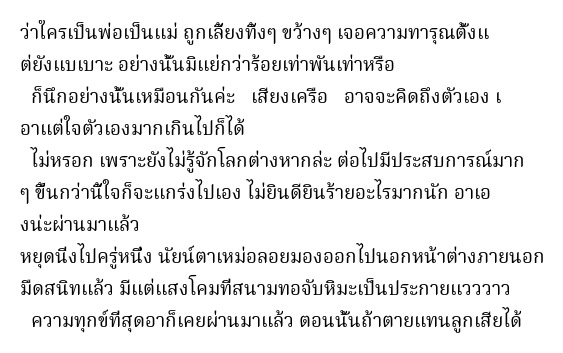 ว่าใครเป็นพ่อเป็นแม่ ถูกเลี้ยงทิ้งๆ ขว้างๆ เจอความทารุณตั้งแ
ต่ยังแบเบาะ อย่างนั้นมิแย่กว่าร้อยเท่าพันเท่าหรือ
ก็นึกอย่างนั้นเหมือนกันค่ะ เสียงเครือ อาจจะคิดถึงตัวเอง เ
อาแต่ใจตัวเองมากเกินไปก็ได้
ไม่หรอก เพราะยังไม่รู้จักโลกต่างหากล่ะ ต่อไปมีประสบการณ์มาก
ๆ ขึ้นกว่านี้ใจก็จะแกร่งไปเอง ไม่ยินดียินร้ายอะไรมากนัก อาเอ
งน่ะผ่านมาแล้ว
หยุดนิ่งไปครู่หนึ่ง นัยน์ตาเหม่อลอยมองออกไปนอกหน้าต่างภายนอก
มืดสนิทแล้ว มีแต่แสงโคมที่สนามทอจับหิมะเป็นประกายแวววาว
ความทุกข์ที่สุดอาก็เคยผ่านมาแล้ว ตอนนั้นถ้าตายแทนลูกเสียได้